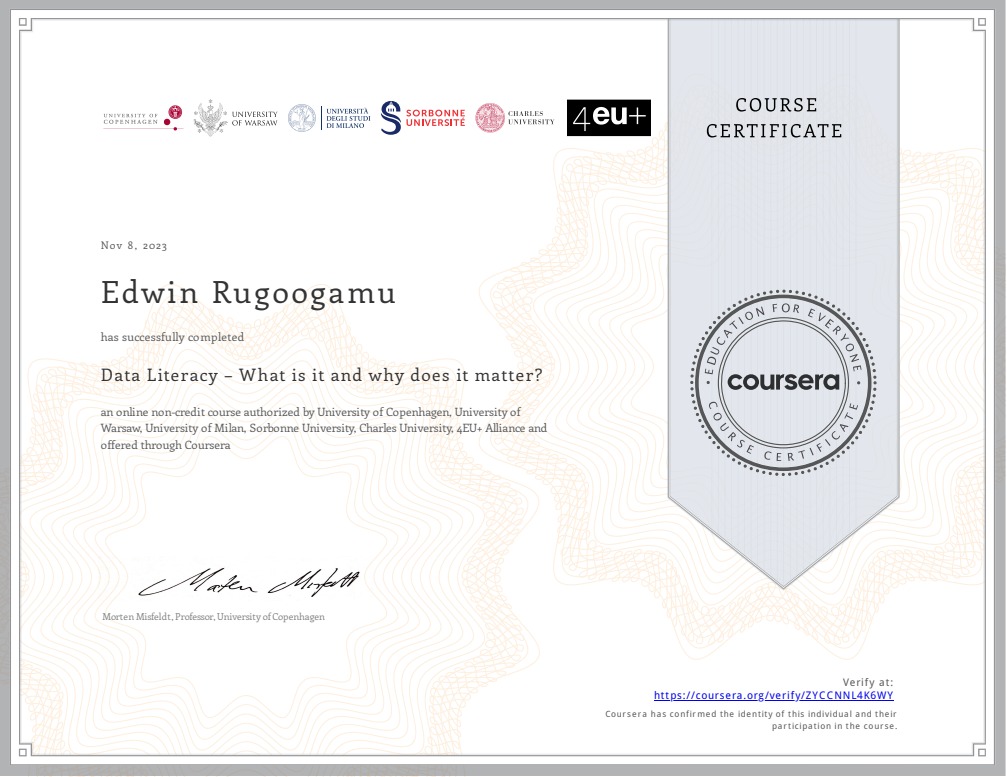 UNIVERSITY OF
COPENHAGEN
UNIVERSITY
OF WARSAW
UNIVERSITÀ
DEGLI STUDI
DI MILANO
SORBONNE
UNIVERSITÉ
CHARLES
UNIVERSITY
4eu+
COURSE
CERTIFICATE
Nov 8, 2023
Edwin Rugoogamu
has successfully completed
Data Literacy – What is it and why does it matter?
an online non-credit course authorized by University of Copenhagen, University of
Warsaw, University of Milan, Sorbonne University, Charles University, 4EU+ Alliance and
offered through Coursera
EDUCATION FOR EVERYONE
coursera
COURSE CERTIFICATE
Morten Misfeldt
Morten Misfeldt, Professor, University of Copenhagen
Verify at:
https://coursera.org/verify/ZYCCNNL4K6WY
Coursera has confirmed the identity of this individual and their
participation in the course.